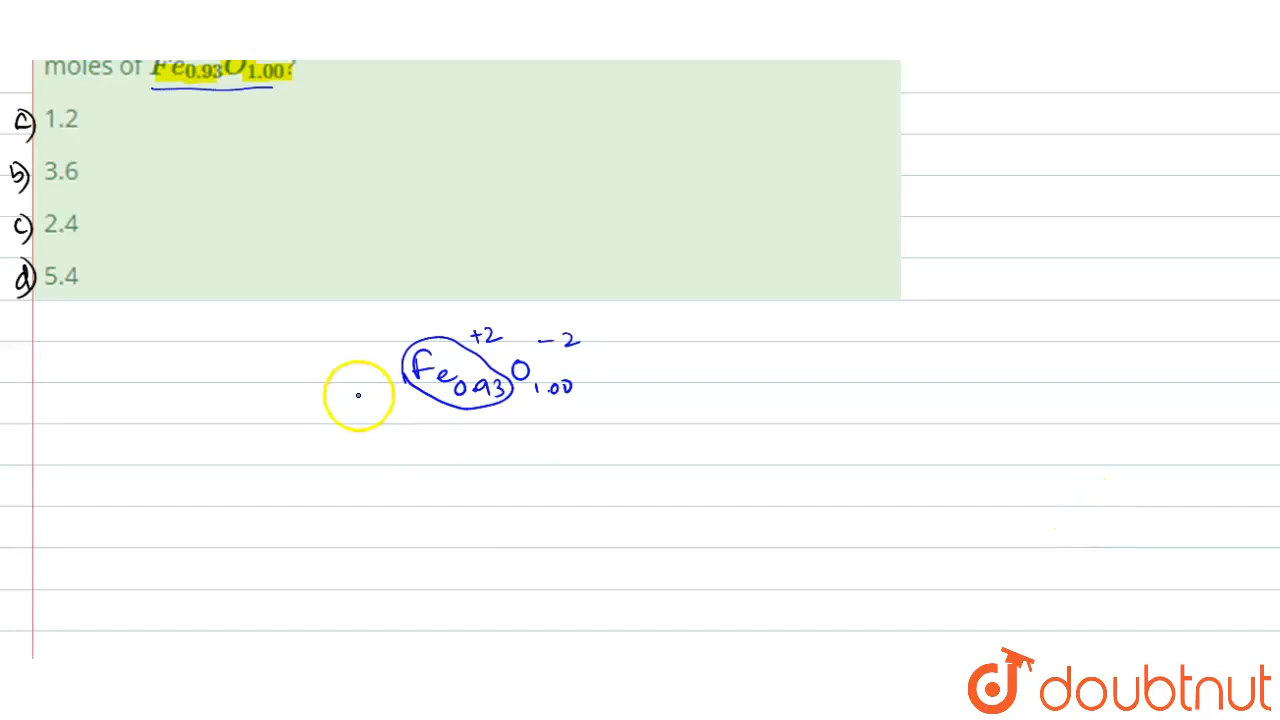 moles of Fe0.93O1.00?
a) 1.2
b) 3.6
c) 2.4
d) 5.4
+2 -2
Fe0.93O1.00
doubtnut